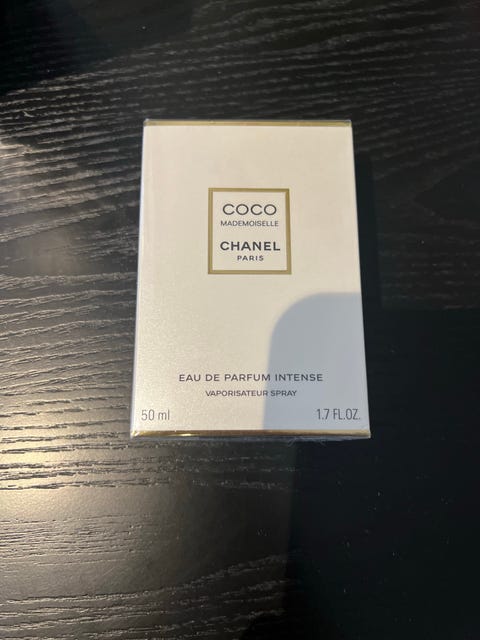 COCO
MADEMOISELLE
CHANEL
PARIS
EAU DE PARFUM INTENSE
VAPORISATEUR SPRAY
50 ml 1.7 FL.OZ.